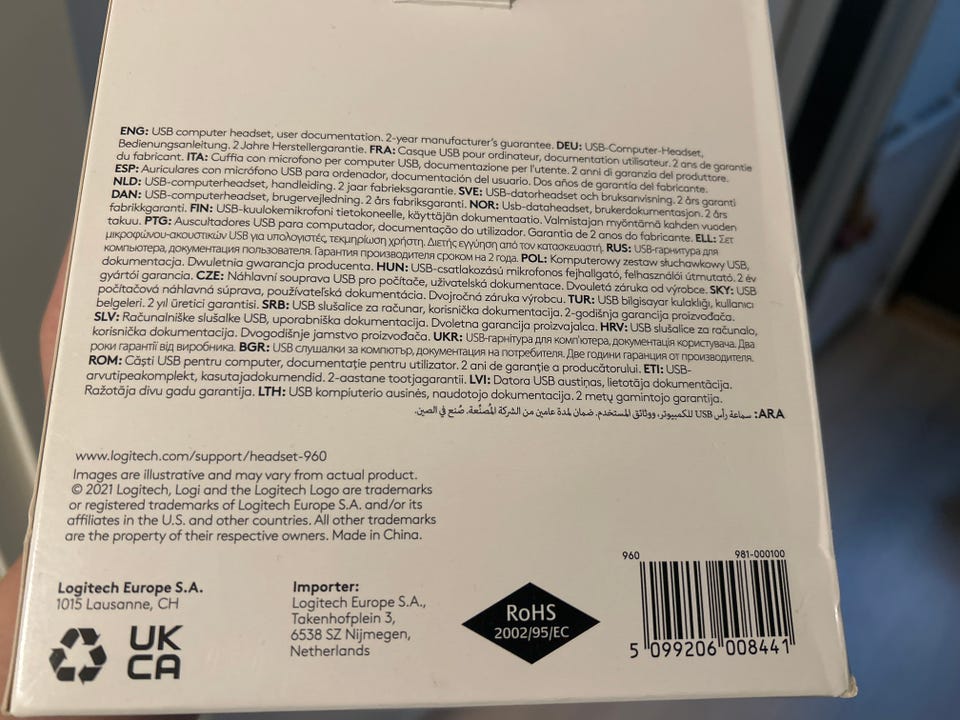 ENG: USB computer headset, user documentation. 2-year manufacturer's guarantee. DEU: USB-Computer-Headset,
Bedienungsanleitung. 2 Jahre Herstellergarantie. FRA: Casque USB pour ordinateur, documentation utilisateur. 2 ans de garantie
du fabricant. ITA: Cuffia con microfono per computer USB, documentazione per l'utente. 2 anni di garanzia del produttore.
ESP: Auriculares con micrófono USB para ordenador, documentación del usuario. Dos años de garantía del fabricante.
NLD: USB-computerheadset, handleiding. 2 jaar fabrieksgarantie. SVE: USB-datorheadset och bruksanvisning. 2 års garanti
DAN: USB-computerheadset, brugervejledning. 2 års fabriksgaranti. NOR: Usb-dataheadset, brukerdokumentasjon. 2 års
fabrikkgaranti. FIN: USB-kuulokemikrofoni tietokoneelle, käyttäjän dokumentaatio. Valmistajan myöntämä kahden vuoden
takuu. PTG: Auscultadores USB para computador, documentação do utilizador. Garantia de 2 anos do fabricante. ELL: Σετ
μικροφώνου-ακουστικών USB για υπολογιστές, τεκμηρίωση χρήστη. Διετής εγγύηση από τον κατασκευαστή. RUS: USB-гарнитура для
компьютера, документация пользователя. Гарантия производителя сроком на 2 года. POL: Komputerowy zestaw słuchawkowy USB,
dokumentacja. Dwuletnia gwarancja producenta. HUN: USB-csatlakozású mikrofonos fejhallgató, felhasználói útmutató. 2 év
gyártói garancia. CZE: Náhlavní souprava USB pro počítače, uživatelská dokumentace. Dvouletá záruka od výrobce. SKY: USB
počítačová náhlavná súprava, používateľská dokumentácia. Dvojročná záruka výrobcu. TUR: USB bilgisayar kulaklığı, kullanıcı
belgeleri. 2 yıl üretici garantisi. SRB: USB slušalice za računar, korisnička dokumentacija. 2-godišnja garancija proizvođača.
SLV: Računalniške slušalke USB, uporabniška dokumentacija. Dvoletna garancija proizvajalca. HRV: USB slušalice za računalo,
korisnička dokumentacija. Dvogodišnje jamstvo proizvođača. UKR: USB-гарнітура для комп'ютера, документація користувача. Два
роки гарантії від виробника. BGR: USB слушалки за компютър, документация на потребителя. Две години гаранция от производителя.
ROM: Căști USB pentru computer, documentație pentru utilizator. 2 ani de garanție a producătorului. ETI: USB-
arvutipeakomplekt, kasutajadokumendid. 2-aastane tootjagarantii. LVI: Datora USB austiņas, lietotāja dokumentācija.
Ražotāja divu gadu garantija. LTH: USB kompiuterio ausinės, naudotojo dokumentacija. 2 metų gamintojo garantija.
ARA: سماعة رأس USB للكمبيوتر، ووثائق المستخدم. ضمان لمدة عامين من الشركة المُصنّعة. صُنع في الصين.
www.logitech.com/support/headset-960
Images are illustrative and may vary from actual product.
© 2021 Logitech, Logi and the Logitech Logo are trademarks
or registered trademarks of Logitech Europe S.A. and/or its
affiliates in the U.S. and other countries. All other trademarks
are the property of their respective owners. Made in China.
Logitech Europe S.A.
1015 Lausanne, CH
UK
CA
Importer:
Logitech Europe S.A.,
Takenhofplein 3,
6538 SZ Nijmegen,
Netherlands
RoHS
2002/95/EC
960 981-000100
5 099206 008441